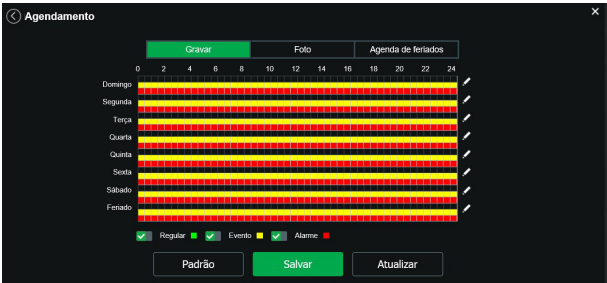 Agendamento
Gravar Foto Agenda de feriados
0 2 4 6 8 10 12 14 16 18 20 22 24
Domingo
Segunda
Terça
Quarta
Quinta
Sexta
Sábado
Feriado
Regular Evento Alarme
Padrão Salvar Atualizar